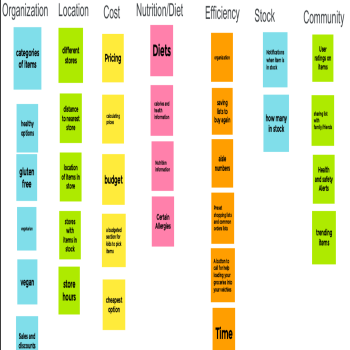 Organization
Location
Cost
Nutrition/Diet
Efficiency
Stock
Community
categories
of items
healthy
options
gluten
free
vegetarian
vegan
Sales and
discounts
different
stores
distance
to nearest
store
location
of items in
store
stores
with
items in
stock
store
hours
Pricing
calculating
prices
budget
a budgeted
section for
kids to pick
items
cheapest
option
Diets
calories and
health
information
Nutrition
information
Certain
Allergies
organization
saving
lists to
buy again
aisle
numbers
Preset
shopping lists
and common
orders lists
A button to
call for help
loading your
groceries into
your vehicles
Time
Notifications
when item is
in stock
how many
in stock
User
ratings on
items
sharing list
with
family/friends
Health
and safety
Alerts
trending
items